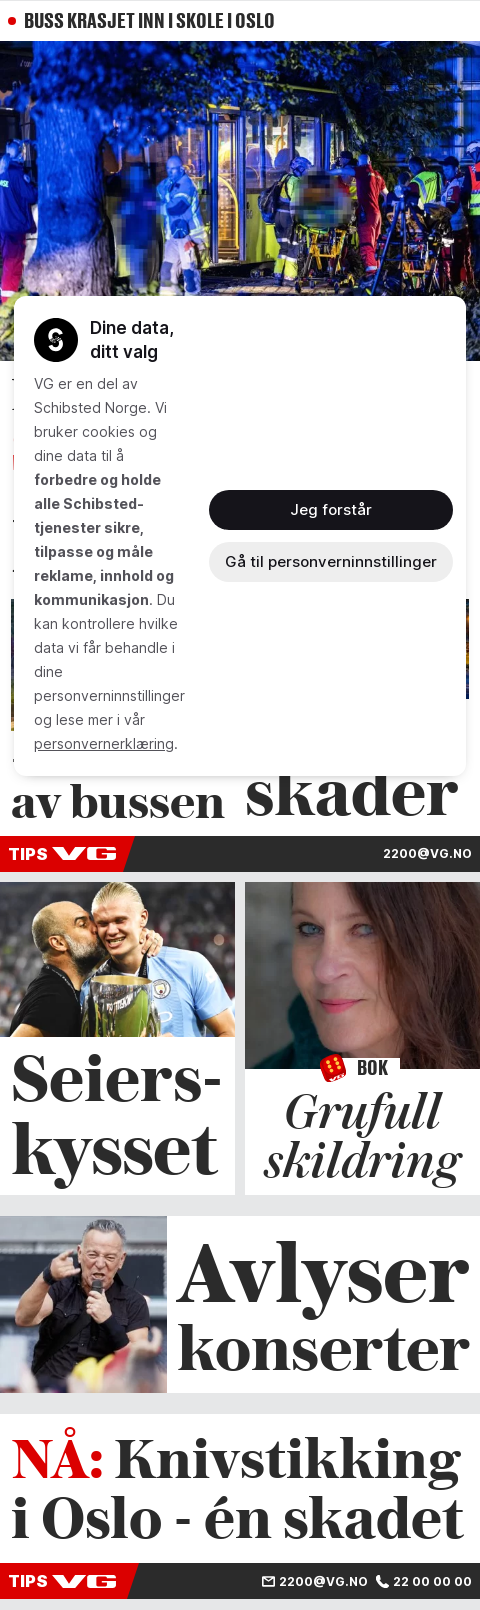 BUSS KRASJET INN I SKOLE I OSLO
Dine data,
ditt valg
VG er en del av
Schibsted Norge. Vi
bruker cookies og
dine data til å
forbedre og holde
alle Schibsted-
tjenester sikre,
tilpasse og måle
reklame, innhold og
kommunikasjon. Du
kan kontrollere hvilke
data vi får behandle i
dine
personverninnstillinger
og lese mer i vår
personvernerklæring.
Jeg forstår
Gå til personverninnstillinger
av bussen
skader
TIPS VG
2200@VG.NO
Seiers-
kysset
BOK
Grufull
skildring
Avlyser
konserter
NÅ: Knivstikking
i Oslo - én skadet
TIPS VG
2200@VG.NO 22 00 00 00